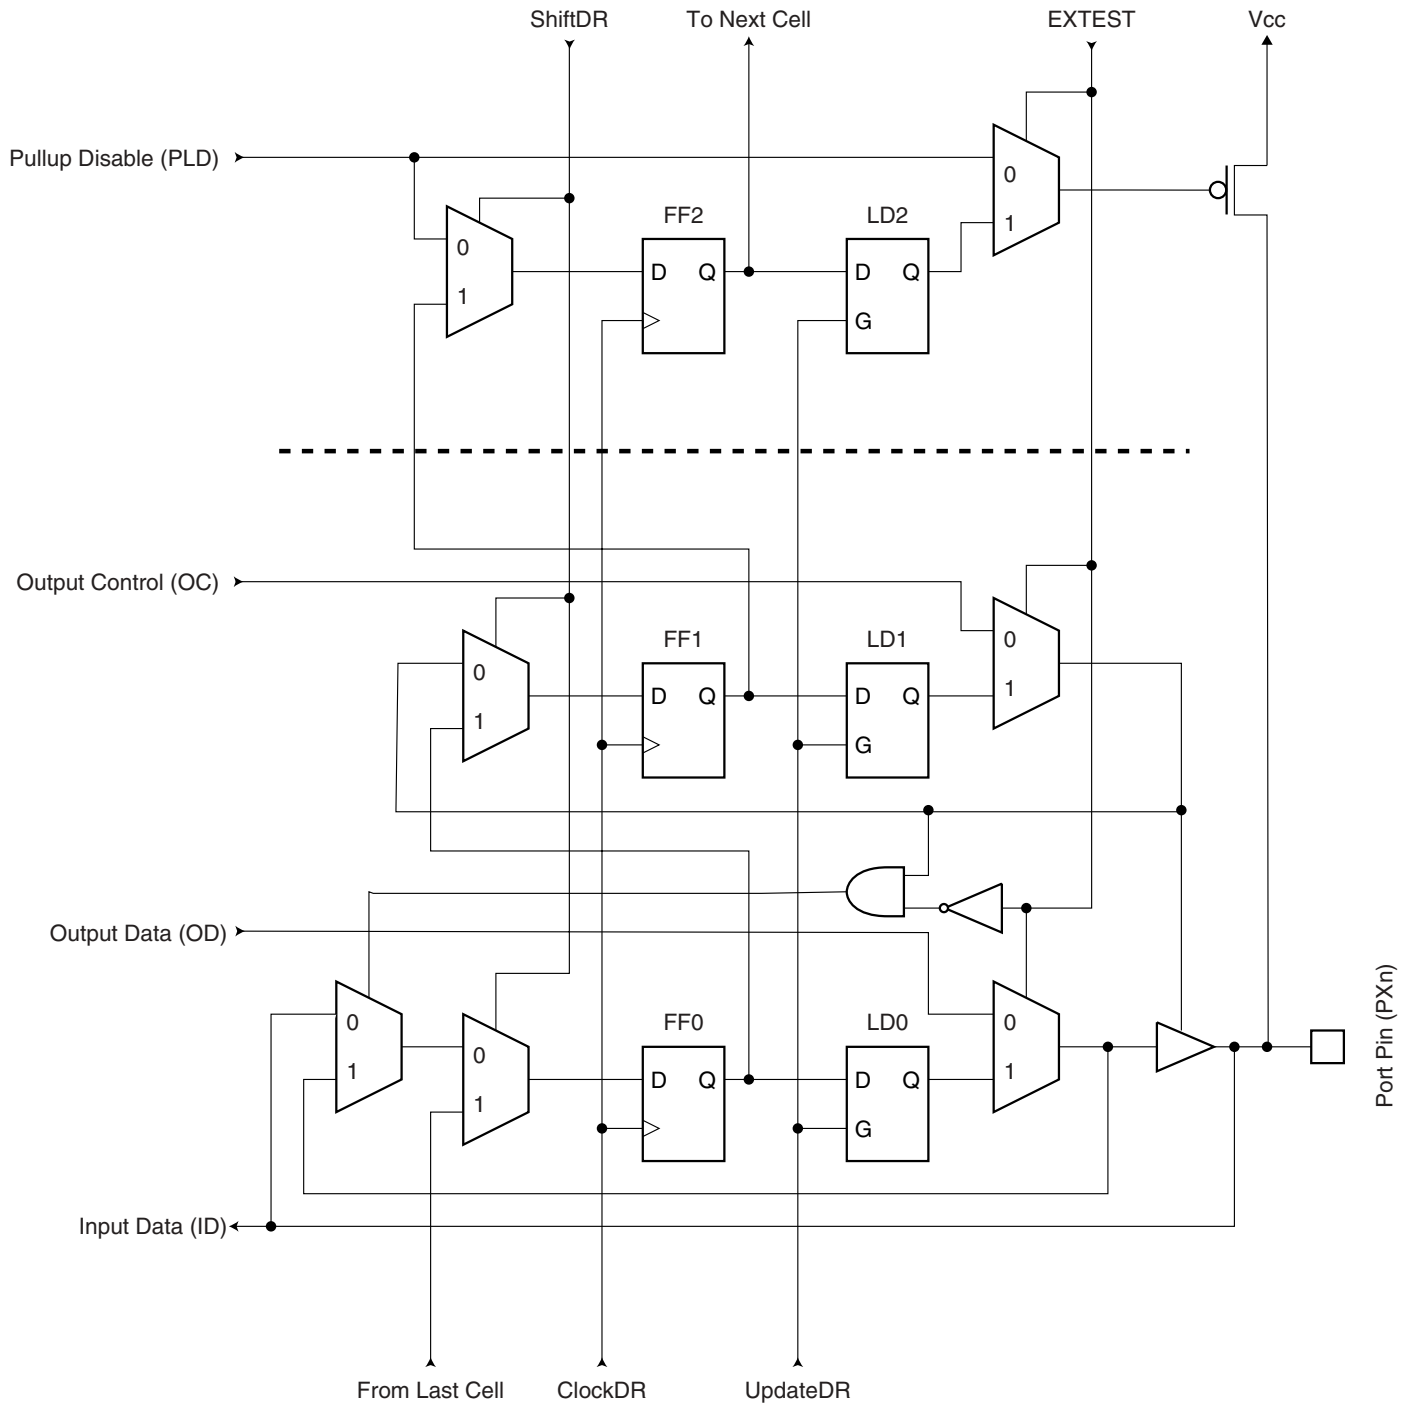 ShiftDR To Next Cell EXTEST Vcc
Pullup Disable (PLD)
0
1
FF2
D Q
LD2
D Q
G
0
1
Output Control (OC)
0
1
FF1
D Q
LD1
D Q
G
0
1
Output Data (OD)
0
1
0
1
FF0
D Q
LD0
D Q
G
0
1
Port Pin (PXn)
Input Data (ID)
From Last Cell ClockDR UpdateDR